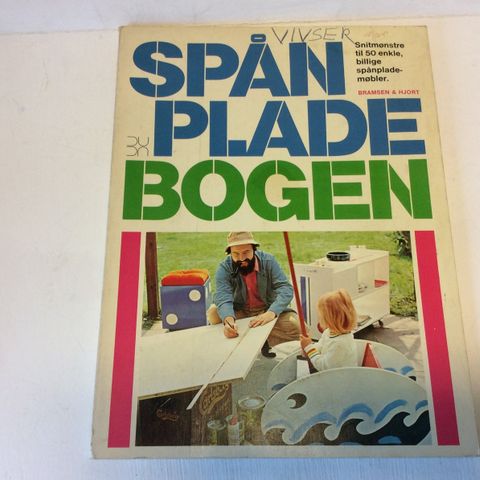 VIVSER
SPÅN
PLADE
BOGEN
Snitmønstre
til 50 enkle,
billige
spånplade-
møbler.
BRAMSEN & HJORT